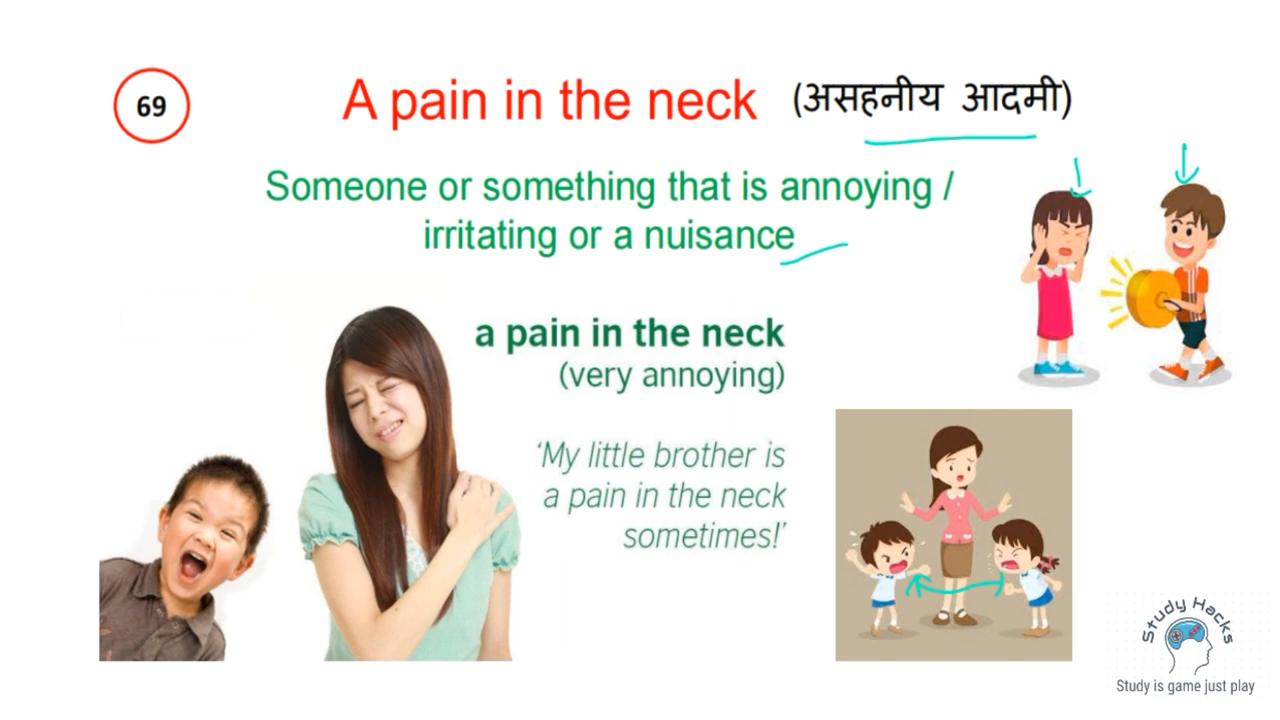 69
A pain in the neck (असहनीय आदमी)
Someone or something that is annoying /
irritating or a nuisance
a pain in the neck
(very annoying)
‘My little brother is
a pain in the neck
sometimes!’
Study Hacks
Study is game just play